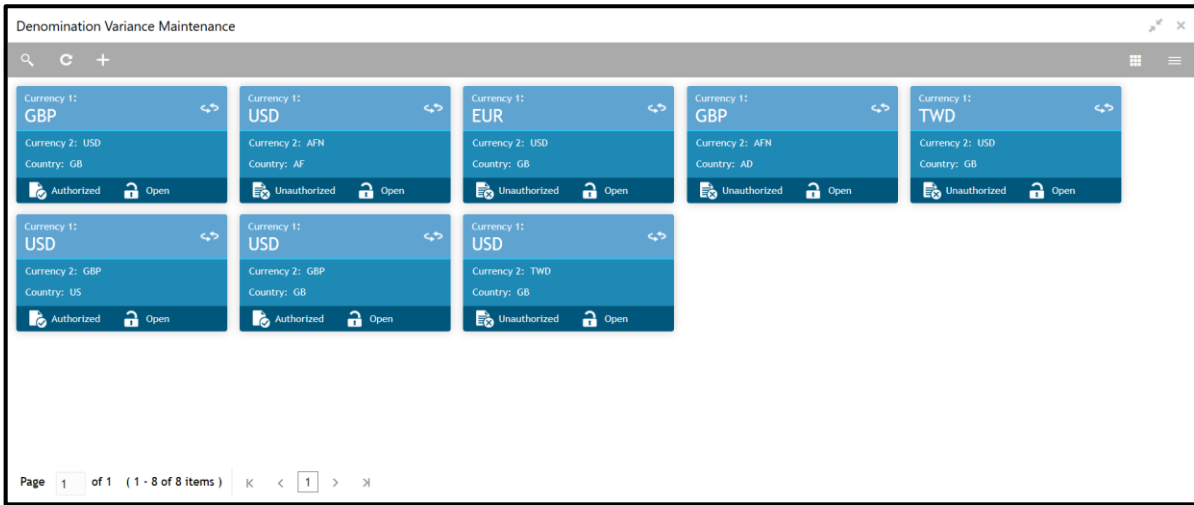 Denomination Variance Maintenance
Currency 1:
GBP
Currency 2: USD
Country: GB
Authorized Open
Currency 1:
USD
Currency 2: AFN
Country: AF
Unauthorized Open
Currency 1:
EUR
Currency 2: USD
Country: GB
Unauthorized Open
Currency 1:
GBP
Currency 2: AFN
Country: AD
Unauthorized Open
Currency 1:
TWD
Currency 2: USD
Country: GB
Unauthorized Open
Currency 1:
USD
Currency 2: GBP
Country: US
Authorized Open
Currency 1:
USD
Currency 2: GBP
Country: GB
Authorized Open
Currency 1:
USD
Currency 2: TWD
Country: GB
Unauthorized Open
Page 1 of 1 ( 1 - 8 of 8 items ) 1